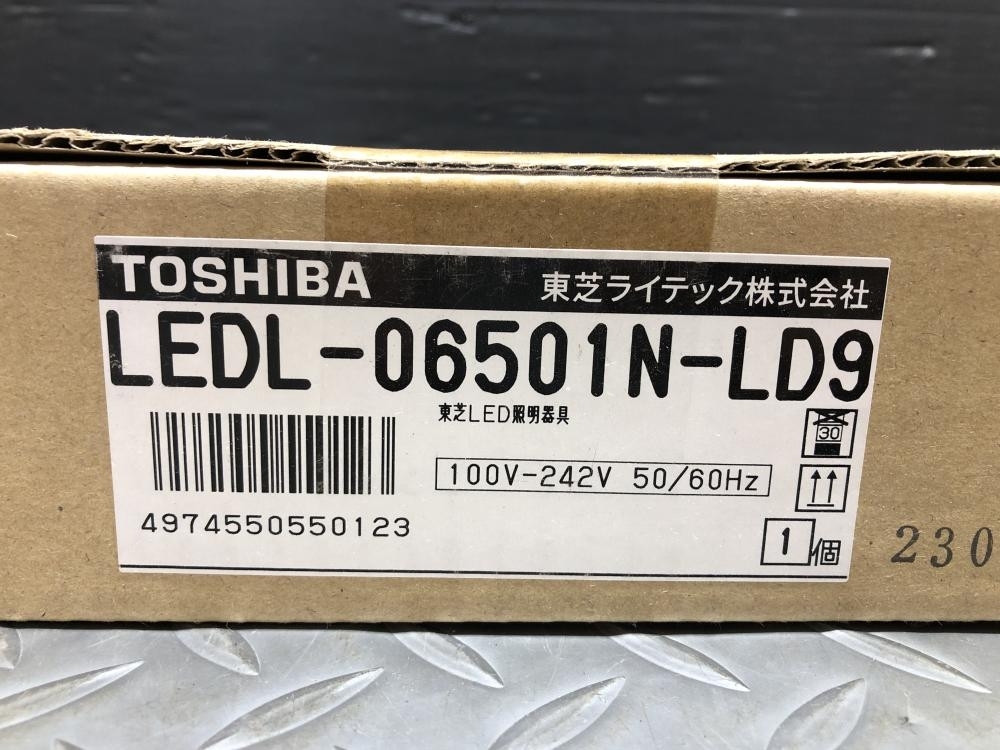 TOSHIBA 東芝ライテック株式会社
LEDL-06501N-LD9
東芝LED照明器具
30
100V-242V 50/60Hz
4974550550123
1個
230